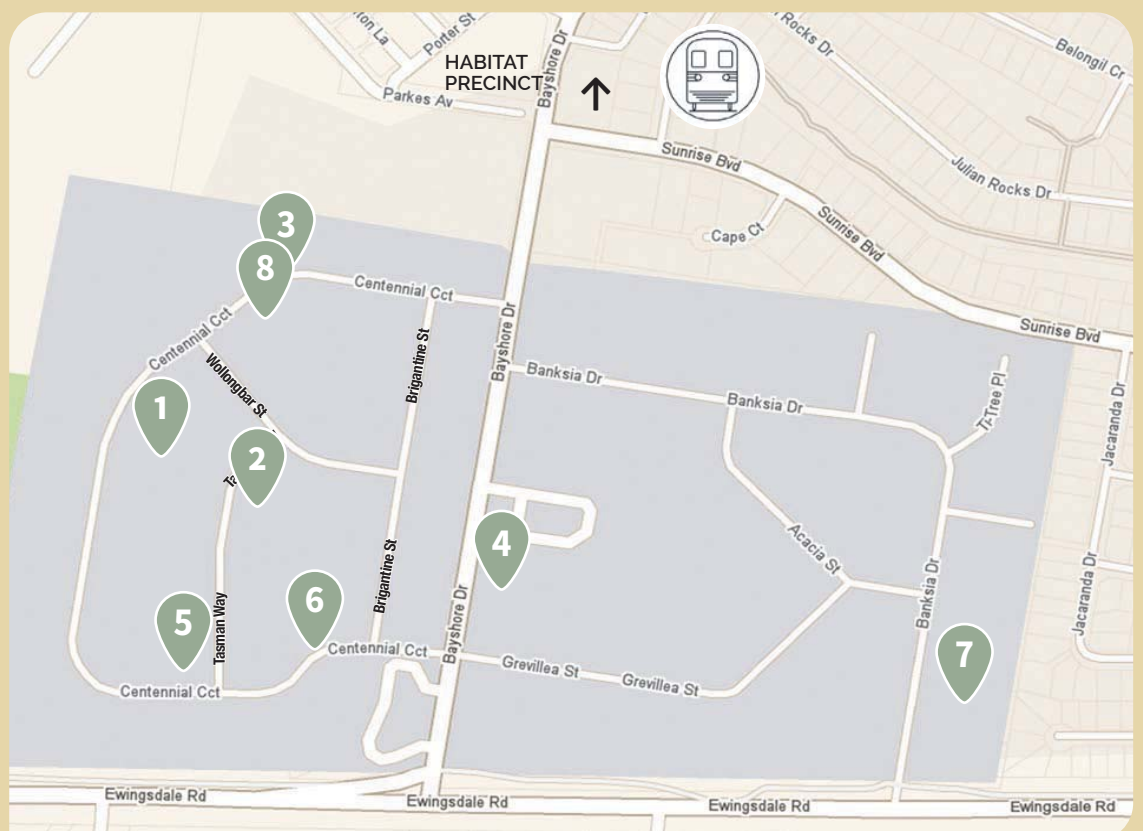 Porter St
Belongil Cr
HABITAT
PRECINCT
Bayshore Dr
Rocks Dr
Parkes Av
Sunrise Bvd
Julian Rocks Dr
3
Cape Ct
Sunrise Bvd
8
Centennial Cct
Centennial Cct
Bayshore Dr
Sunrise Bvd
Wollongbar St
Brigantine St
Banksia Dr
Banksia Dr
Ti-Tree Pl
Jacaranda Dr
1
2
4
Acacia St
Brigantine St
Banksia Dr
Jacaranda Dr
5
Tasman Way
6
Bayshore Dr
7
Centennial Cct
Grevillea St
Grevillea St
Centennial Cct
Ewingsdale Rd
Ewingsdale Rd
Ewingsdale Rd
Ewingsdale Rd